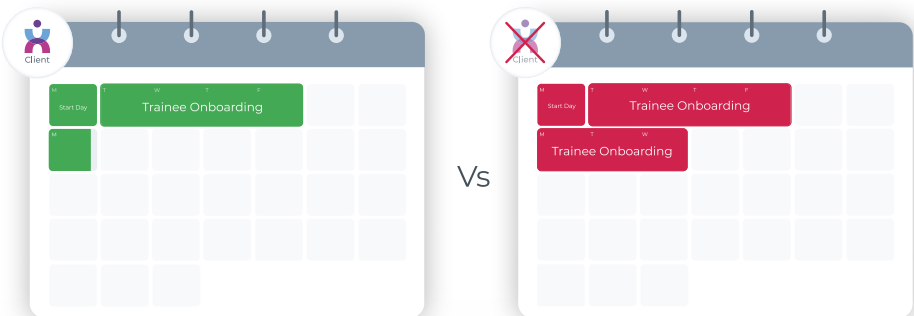 Client
M T W T F
Start Day Trainee Onboarding
M
Vs
Client
M T W T F
Start Day Trainee Onboarding
M T W
Trainee Onboarding